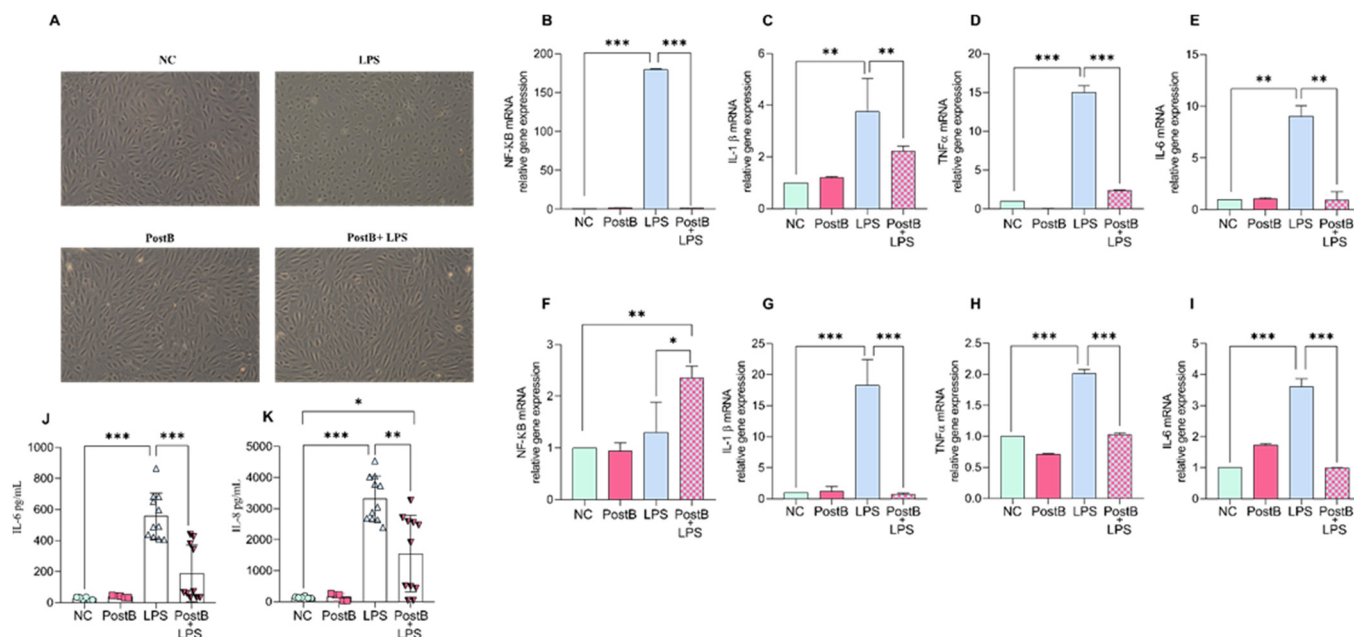 A
NC
LPS
PostB
PostB+ LPS
B
NF-KB mRNA
relative gene expression
200
150
100
50
0
***
***
NC
PostB
LPS
PostB
+
LPS
C
IL-1 β mRNA
relative gene expression
6
4
2
0
**
**
NC
PostB
LPS
PostB
+
LPS
D
TNFα mRNA
relative gene expression
20
15
10
5
0
***
***
NC
PostB
LPS
PostB
+
LPS
E
IL-6 mRNA
relative gene expression
15
10
5
0
**
**
NC
PostB
LPS
PostB
+
LPS
F
NF-KB mRNA
relative gene expression
3
2
1
0
**
*
NC
PostB
LPS
PostB
+
LPS
G
IL-1 β mRNA
relative gene expression
25
20
15
10
5
0
***
***
NC
PostB
LPS
PostB
+
LPS
H
TNFα mRNA
relative gene expression
2.5
2.0
1.5
1.0
0.5
0.0
***
***
NC
PostB
LPS
PostB
+
LPS
I
IL-6 mRNA
relative gene expression
5
4
3
2
1
0
***
***
NC
PostB
LPS
PostB
+
LPS
J
IL-6 pg/mL
1000
800
600
400
200
0
***
***
NC
PostB
LPS
PostB
+
LPS
K
IL-8 pg/mL
5000
4000
3000
2000
1000
0
*
***
**
NC
PostB
LPS
PostB
+
LPS